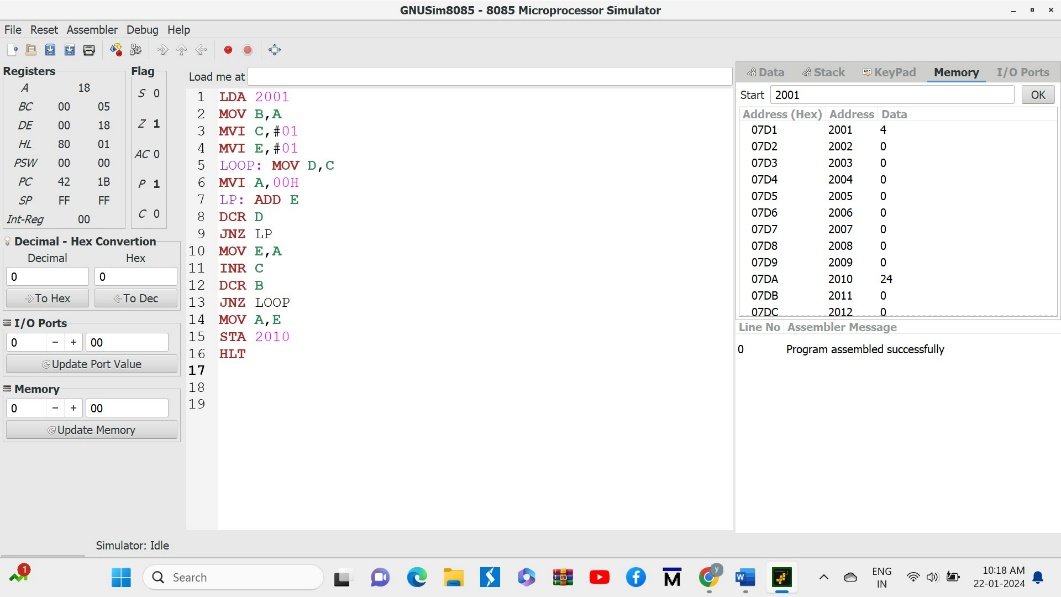 GNUSim8085 - 8085 Microprocessor Simulator
File Reset Assembler Debug Help
Registers
A 18
BC 00 05
DE 00 18
HL 80 01
PSW 00 00
PC 42 1B
SP FF FF
Int-Reg 00
Flag
S 0
Z 1
AC 0
P 1
C 0
Decimal - Hex Convertion
Decimal Hex
0 0
To Hex To Dec
I/O Ports
0 - + 00
Update Port Value
Memory
0 - + 00
Update Memory
Load me at
1 LDA 2001
2 MOV B,A
3 MVI C,#01
4 MVI E,#01
5 LOOP: MOV D,C
6 MVI A,00H
7 LP: ADD E
8 DCR D
9 JNZ LP
10 MOV E,A
11 INR C
12 DCR B
13 JNZ LOOP
14 MOV A,E
15 STA 2010
16 HLT
17
18
19
Data Stack KeyPad Memory I/O Ports
Start 2001 OK
Address (Hex) Address Data
07D1 2001 4
07D2 2002 0
07D3 2003 0
07D4 2004 0
07D5 2005 0
07D6 2006 0
07D7 2007 0
07D8 2008 0
07D9 2009 0
07DA 2010 24
07DB 2011 0
07DC 2012 0
Line No Assembler Message
0 Program assembled successfully
Simulator: Idle
1
Search
ENG
IN
10:18 AM
22-01-2024